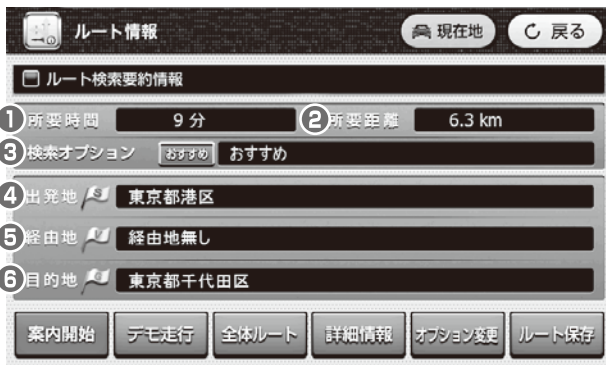 ルート情報 現在地 戻る
ルート検索要約情報
1 所要時間 9 分 2 所要距離 6.3 km
3 検索オプション おすすめ おすすめ
4 出発地 S 東京都港区
5 経由地 経由地無し
6 目的地 G 東京都千代田区
案内開始 デモ走行 全体ルート 詳細情報 オプション変更 ルート保存